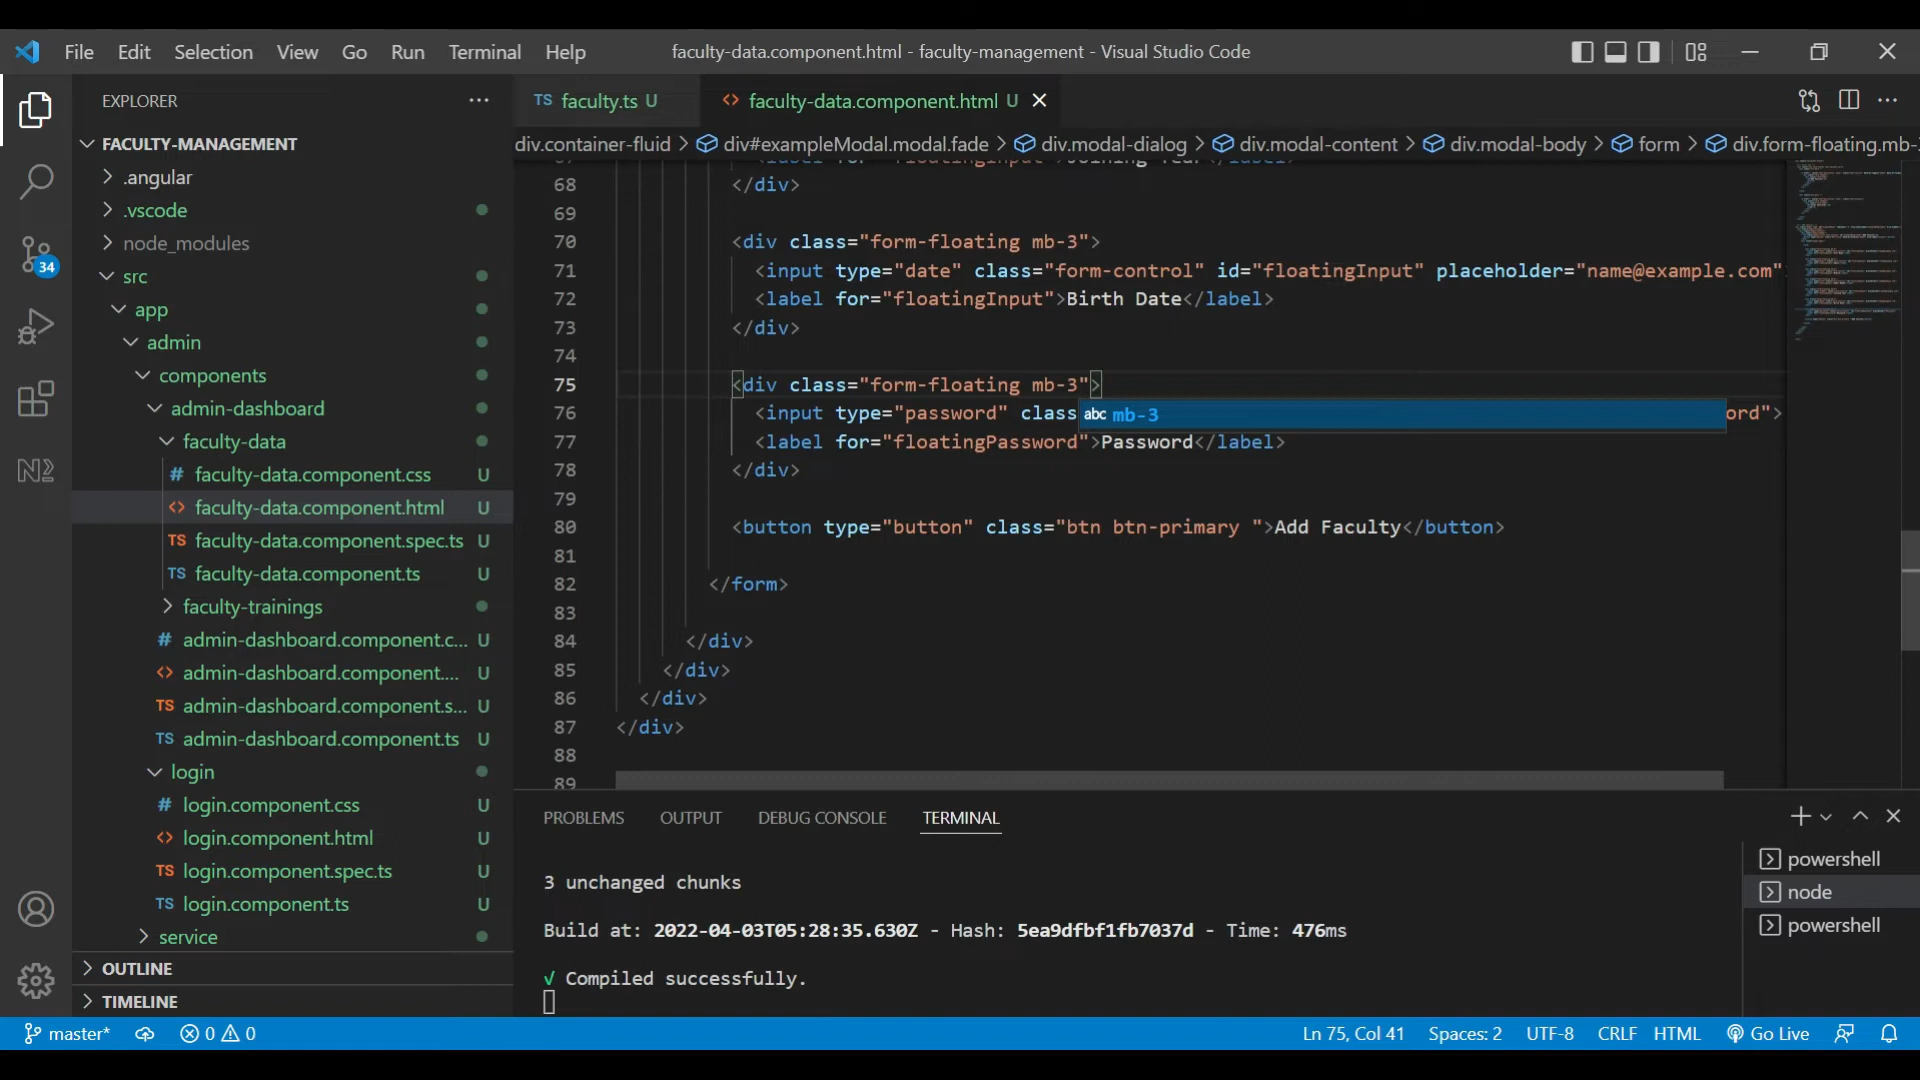 File Edit Selection View Go Run Terminal Help
faculty-data.component.html - faculty-management - Visual Studio Code
EXPLORER
FACULTY-MANAGEMENT
.angular
.vscode
node_modules
src
app
admin
components
admin-dashboard
faculty-data
# faculty-data.component.css U
<> faculty-data.component.html U
TS faculty-data.component.spec.ts U
TS faculty-data.component.ts U
faculty-trainings
# admin-dashboard.component.c... U
<> admin-dashboard.component.... U
TS admin-dashboard.component.s... U
TS admin-dashboard.component.ts U
login
# login.component.css U
<> login.component.html U
TS login.component.spec.ts U
TS login.component.ts U
service
OUTLINE
TIMELINE
34
TS faculty.ts U
<> faculty-data.component.html U
div.container-fluid > div#exampleModal.modal.fade > div.modal-dialog > div.modal-content > div.modal-body > form > div.form-floating.mb-
68 </div>
69
70 <div class="form-floating mb-3">
71 <input type="date" class="form-control" id="floatingInput" placeholder="name@example.com"
72 <label for="floatingInput">Birth Date</label>
73 </div>
74
75 <div class="form-floating mb-3">
76 <input type="password" class
abc mb-3
ord">
77 <label for="floatingPassword">Password</label>
78 </div>
79
80 <button type="button" class="btn btn-primary ">Add Faculty</button>
81
82 </form>
83
84 </div>
85 </div>
86 </div>
87 </div>
88
89
PROBLEMS OUTPUT DEBUG CONSOLE TERMINAL
3 unchanged chunks
Build at: 2022-04-03T05:28:35.630Z - Hash: 5ea9dfbf1fb7037d - Time: 476ms
√ Compiled successfully.
powershell
node
powershell
master* 0 0
Ln 75, Col 41 Spaces: 2 UTF-8 CRLF HTML Go Live